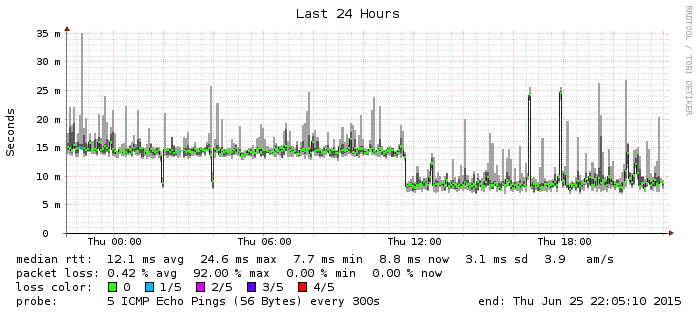 Last 24 Hours
RRDTOOL / TOBI OETIKER
Seconds
35 m
30 m
25 m
20 m
15 m
10 m
5 m
0
Thu 00:00 Thu 06:00 Thu 12:00 Thu 18:00
median rtt: 12.1 ms avg 24.6 ms max 7.7 ms min 8.8 ms now 3.1 ms sd 3.9 am/s
packet loss: 0.42 % avg 92.00 % max 0.00 % min 0.00 % now
loss color: 0 1/5 2/5 3/5 4/5
probe: 5 ICMP Echo Pings (56 Bytes) every 300s end: Thu Jun 25 22:05:10 2015